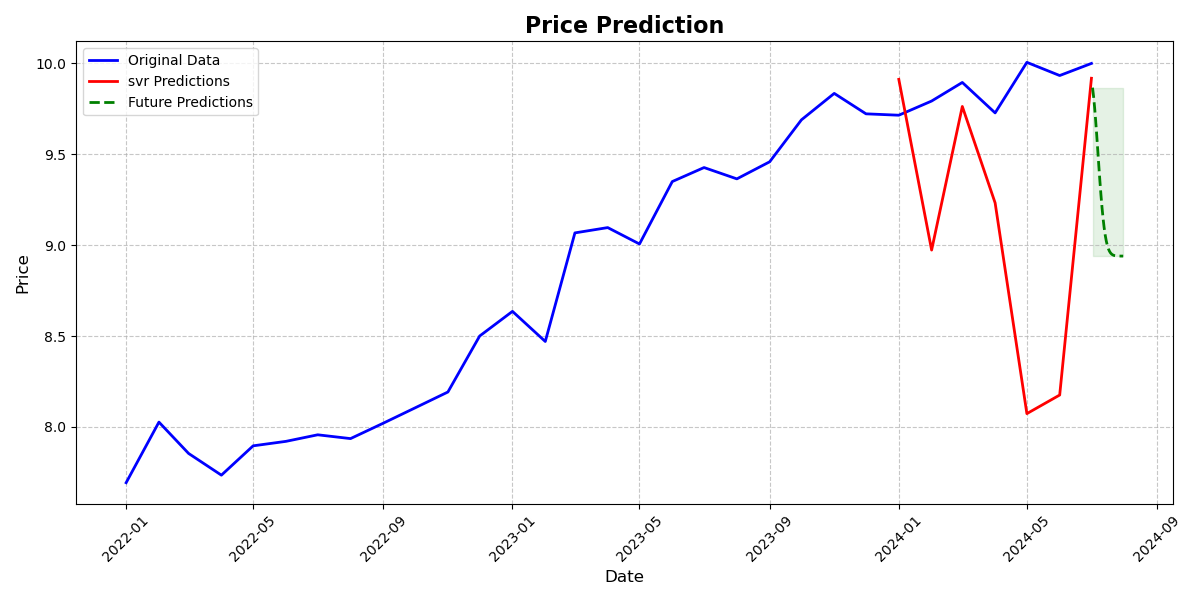 Price Prediction
Original Data
svr Predictions
Future Predictions
10.0
9.5
9.0
8.5
8.0
Price
2022-01
2022-05
2022-09
2023-01
2023-05
2023-09
2024-01
2024-05
2024-09
Date